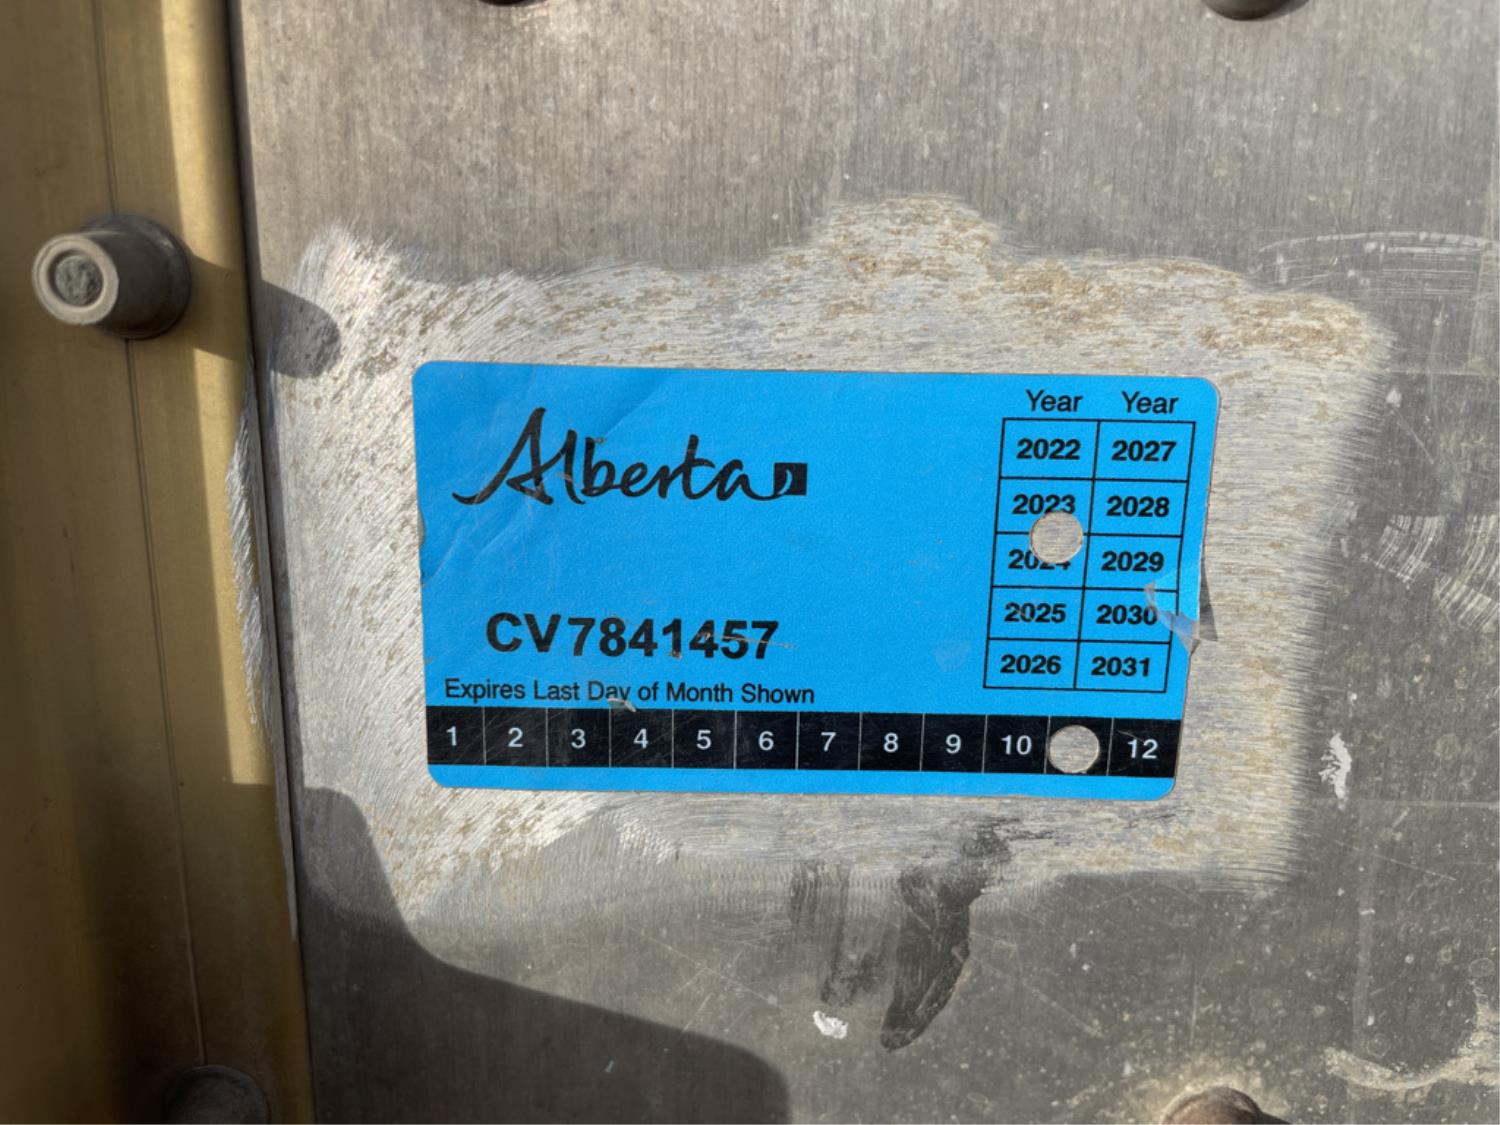 Alberta
Year Year
2022 2027
2023 2028
2024 2029
2025 2030
2026 2031
CV7841457
Expires Last Day of Month Shown
1 2 3 4 5 6 7 8 9 10 12